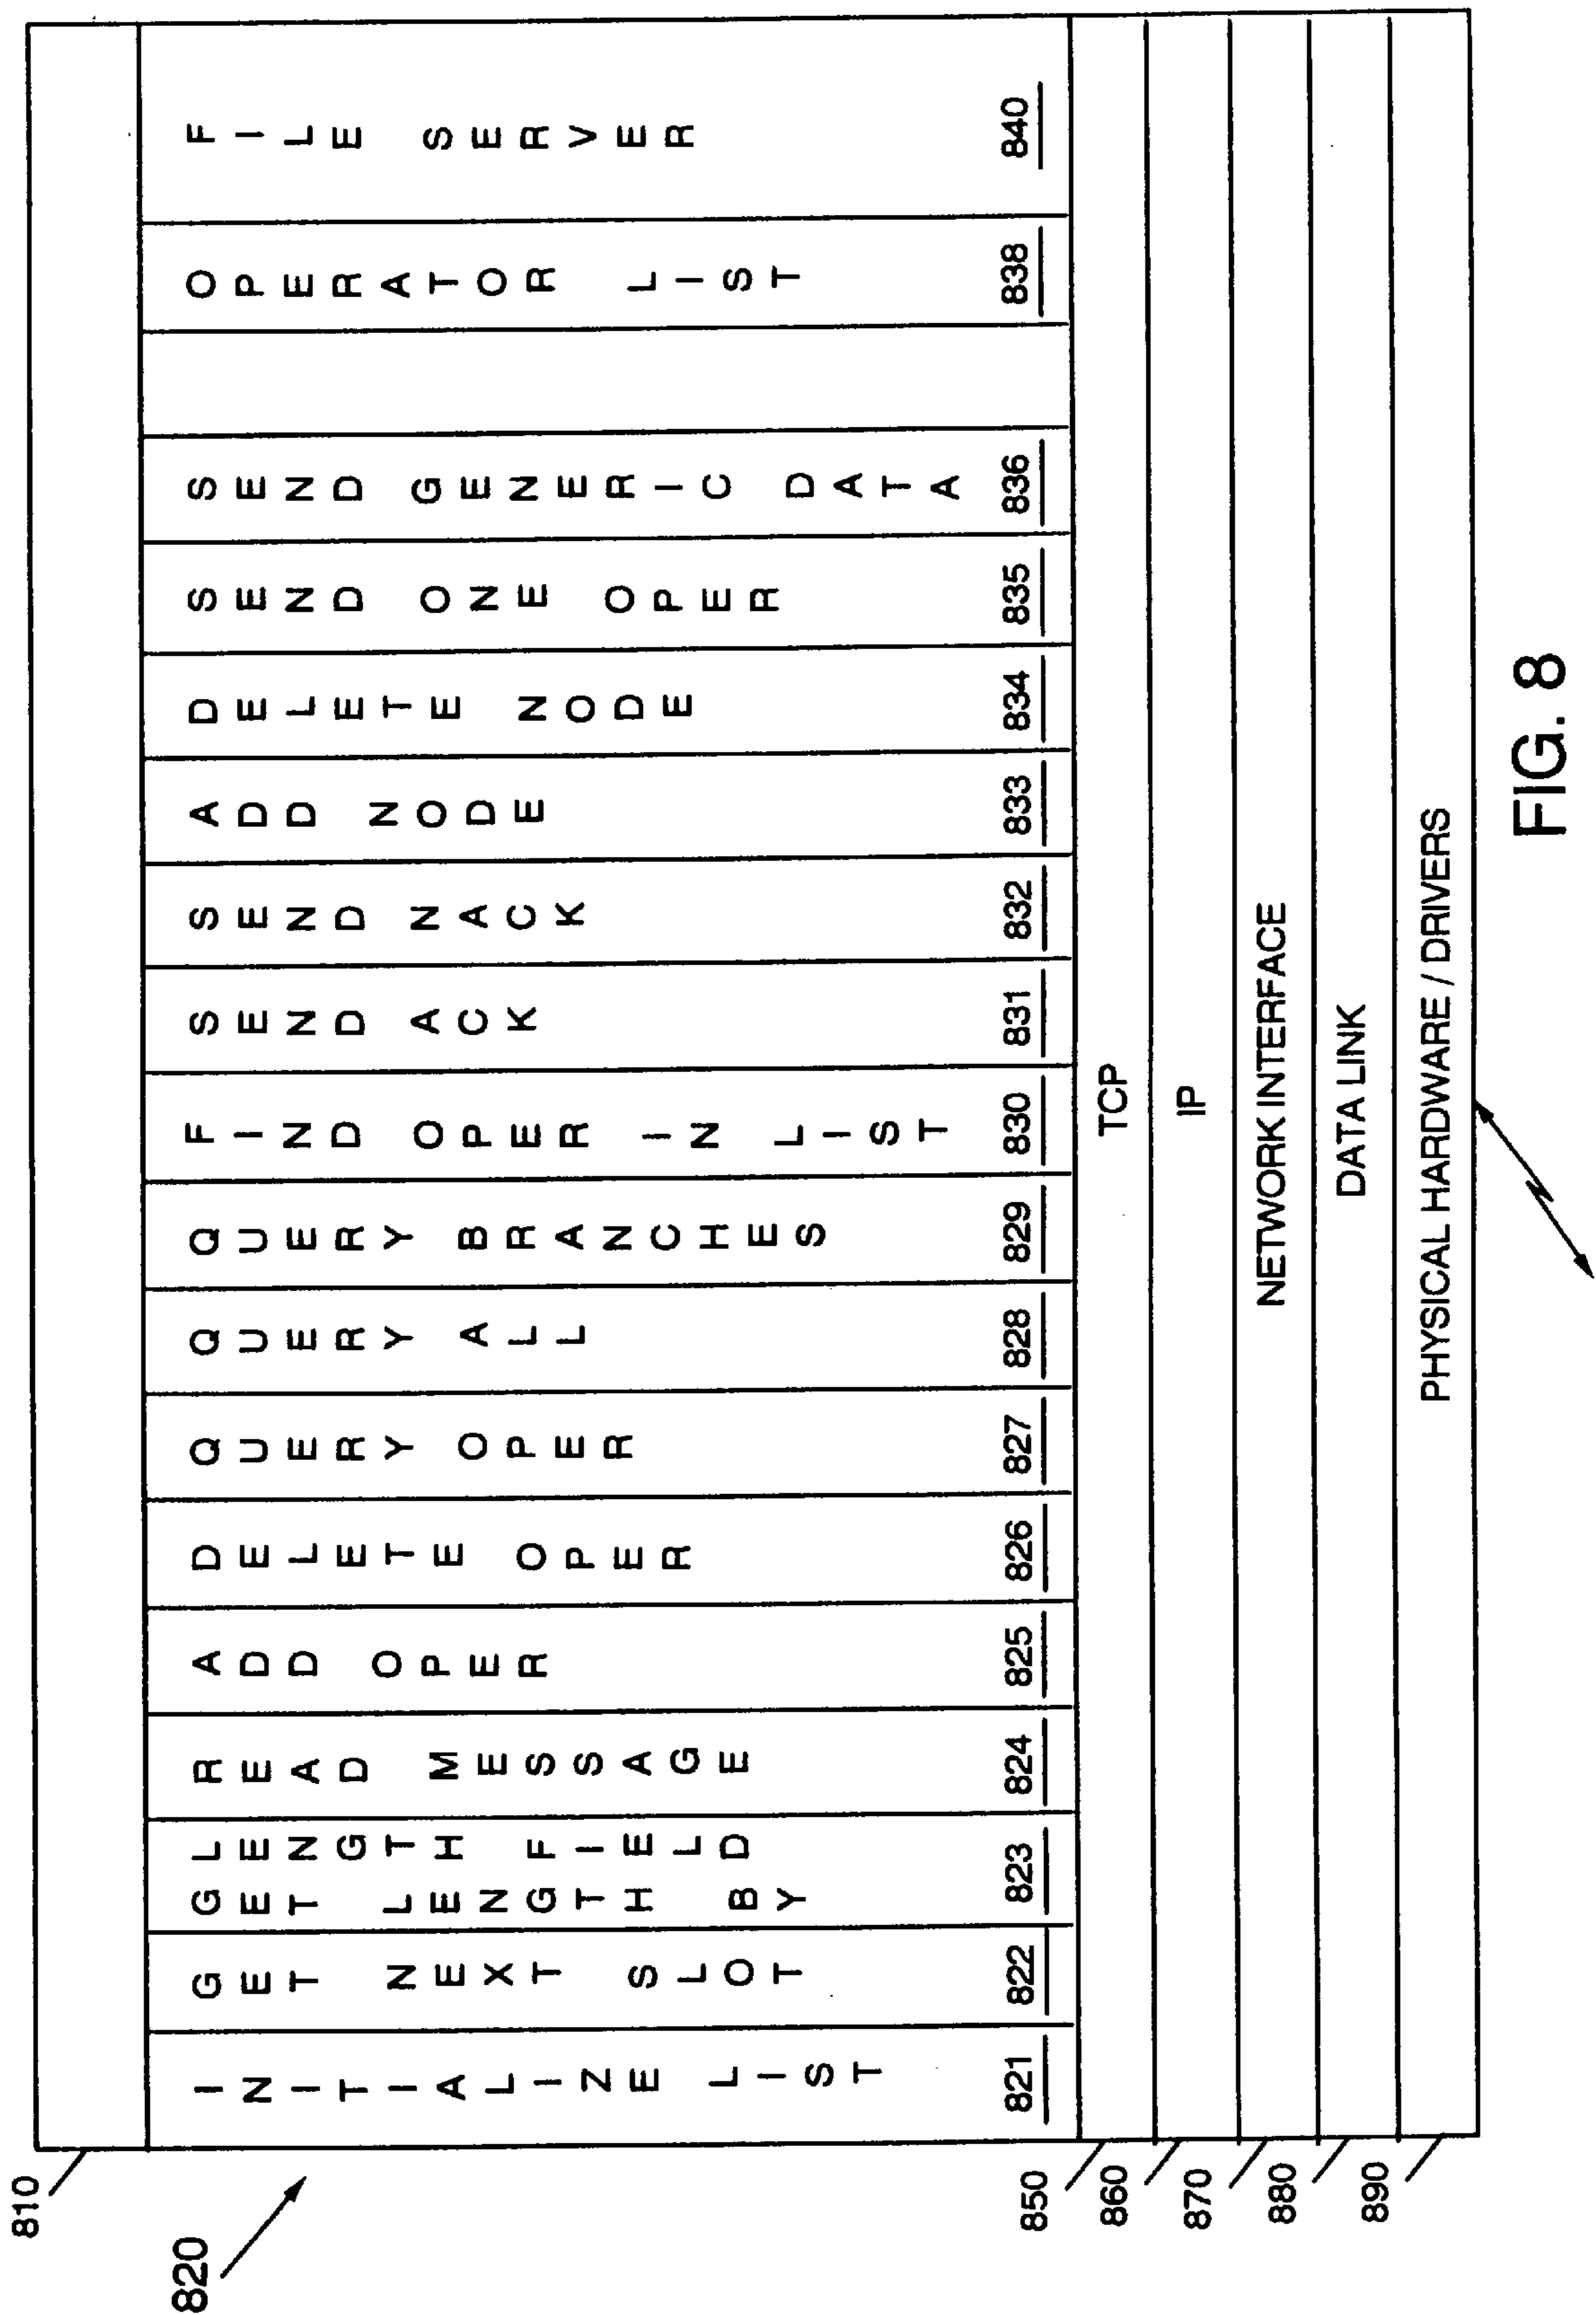 810
820
INITIALIZE LIST
821
GET NEXT SLOT
822
GET LENGTH BY
LENGTH FIELD
823
READ MESSAGE
824
ADD OPER
825
DELETE OPER
826
QUERY OPER
827
QUERY ALL
828
QUERY BRANCHES
829
FIND OPER IN LIST
830
SEND ACK
831
SEND NACK
832
ADD NODE
833
DELETE NODE
834
SEND ONE OPER
835
SEND GENERIC DATA
836
OPERATOR LIST
838
FILE SERVER
840
850
TCP
860
IP
870
NETWORK INTERFACE
880
DATA LINK
890
PHYSICAL HARDWARE / DRIVERS
FIG. 8